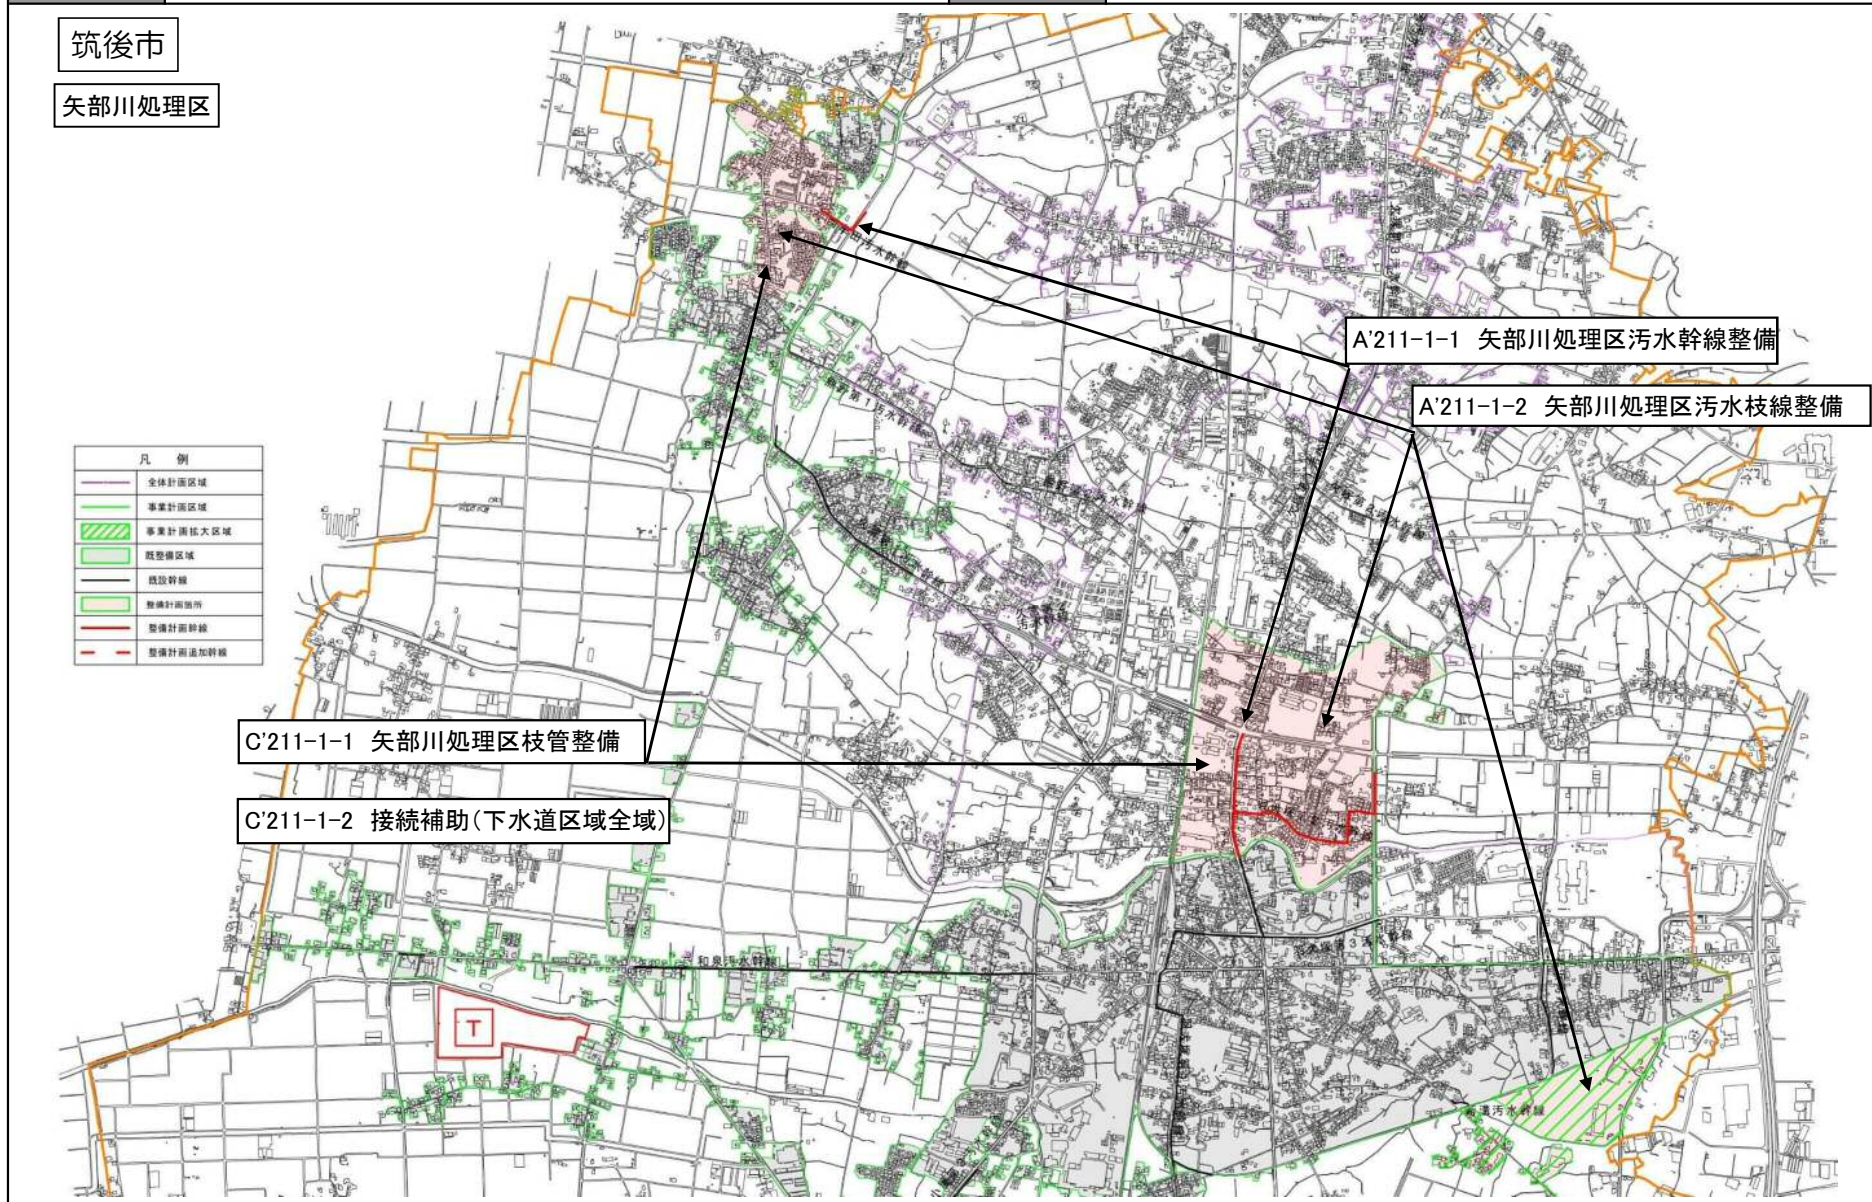 筑後市
矢部川処理区
A'211-1-1 矢部川処理区汚水幹線整備
A'211-1-2 矢部川処理区汚水枝線整備
凡 例
全体計画区域
事業計画区域
事業計画拡大区域
既整備区域
既設幹線
整備計画箇所
整備計画幹線
整備計画追加幹線
C'211-1-1 矢部川処理区枝管整備
C'211-1-2 接続補助(下水道区域全域)
和泉汚水幹線
T